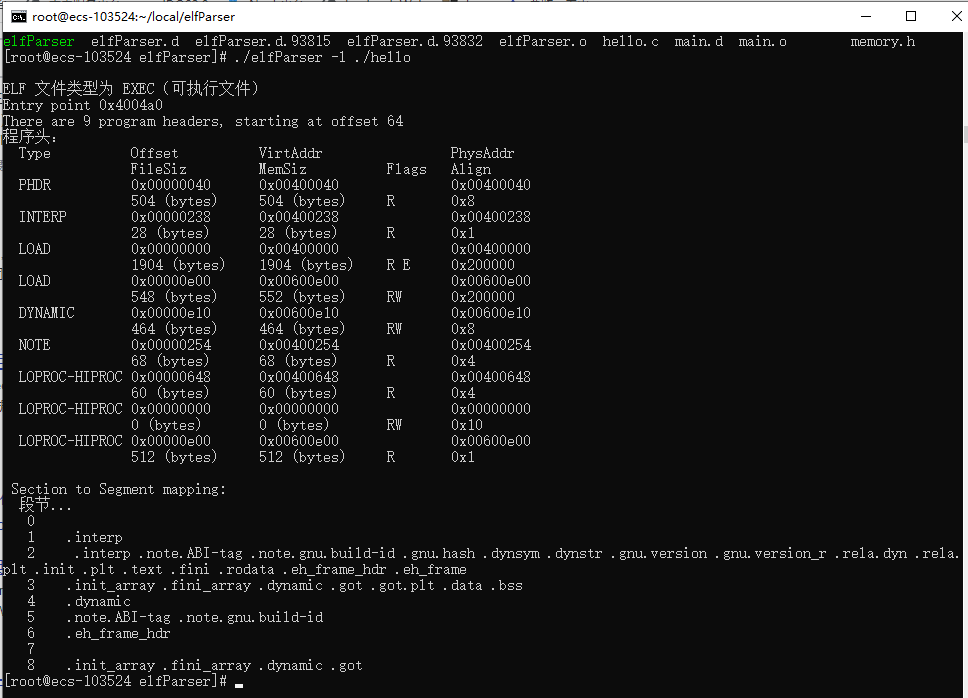 root@ecs-103524:~/local/elfParser
elfParser elfParser.d elfParser.d.93815 elfParser.d.93832 elfParser.o hello.c main.d main.o memory.h
[root@ecs-103524 elfParser]# ./elfParser -l ./hello
ELF 文件类型为 EXEC（可执行文件）
Entry point 0x4004a0
There are 9 program headers, starting at offset 64
程序头：
Type Offset VirtAddr PhysAddr
FileSiz MemSiz Flags Align
PHDR 0x00000040 0x00400040 0x00400040
504 (bytes) 504 (bytes) R 0x8
INTERP 0x00000238 0x00400238 0x00400238
28 (bytes) 28 (bytes) R 0x1
LOAD 0x00000000 0x00400000 0x00400000
1904 (bytes) 1904 (bytes) R E 0x200000
LOAD 0x00000e00 0x00600e00 0x00600e00
548 (bytes) 552 (bytes) RW 0x200000
DYNAMIC 0x00000e10 0x00600e10 0x00600e10
464 (bytes) 464 (bytes) RW 0x8
NOTE 0x00000254 0x00400254 0x00400254
68 (bytes) 68 (bytes) R 0x4
LOPROC-HIPROC 0x00000648 0x00400648 0x00400648
60 (bytes) 60 (bytes) R 0x4
LOPROC-HIPROC 0x00000000 0x00000000 0x00000000
0 (bytes) 0 (bytes) RW 0x10
LOPROC-HIPROC 0x00000e00 0x00600e00 0x00600e00
512 (bytes) 512 (bytes) R 0x1
Section to Segment mapping:
段节...
0
1 .interp
2 .interp .note.ABI-tag .note.gnu.build-id .gnu.hash .dynsym .dynstr .gnu.version .gnu.version_r .rela.dyn .rela.
plt .init .plt .text .fini .rodata .eh_frame_hdr .eh_frame
3 .init_array .fini_array .dynamic .got .got.plt .data .bss
4 .dynamic
5 .note.ABI-tag .note.gnu.build-id
6 .eh_frame_hdr
7
8 .init_array .fini_array .dynamic .got
[root@ecs-103524 elfParser]#